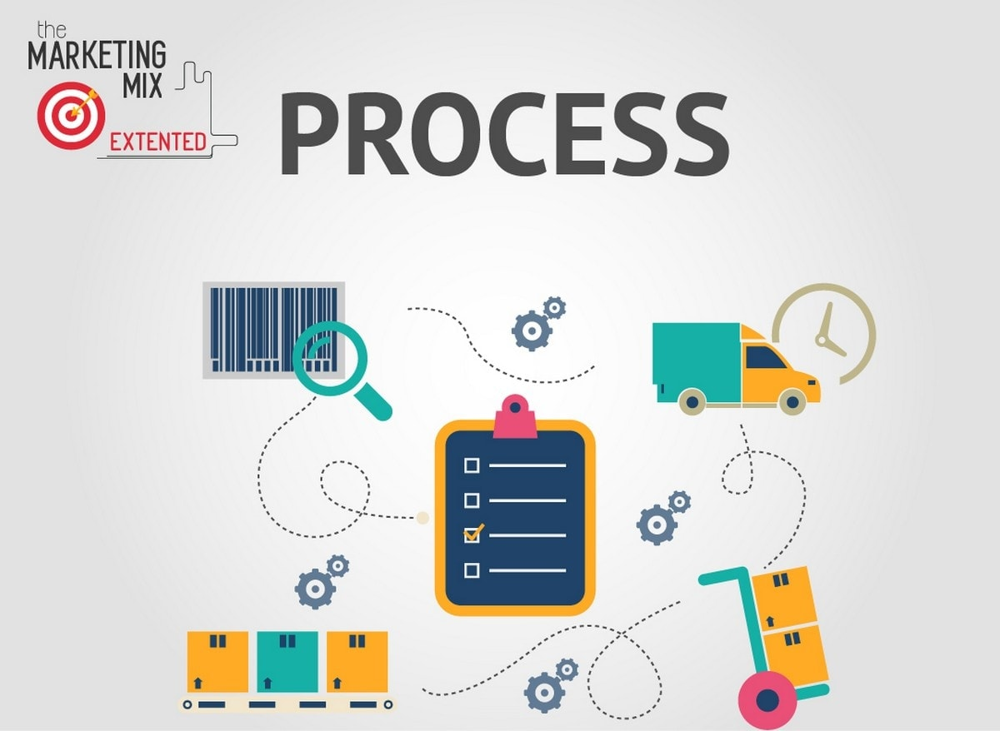 the
MARKETING
MIX
EXTENTED
PROCESS